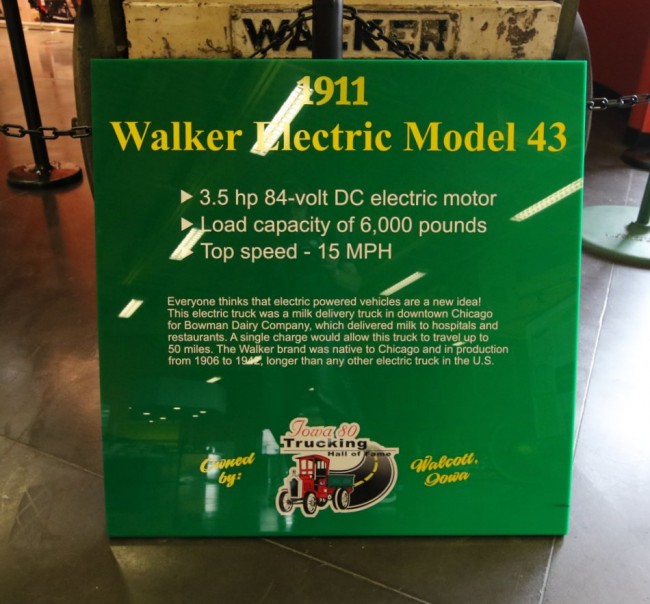 WALKER
1911
Walker Electric Model 43
3.5 hp 84-volt DC electric motor
Load capacity of 6,000 pounds
Top speed - 15 MPH
Everyone thinks that electric powered vehicles are a new idea!
This electric truck was a milk delivery truck in downtown Chicago
for Bowman Dairy Company, which delivered milk to hospitals and
restaurants. A single charge would allow this truck to travel up to
50 miles. The Walker brand was native to Chicago and in production
from 1906 to 1942, longer than any other electric truck in the U.S.
Iowa 80
Trucking
Hall of Fame
Owned
by:
Walcott,
Iowa